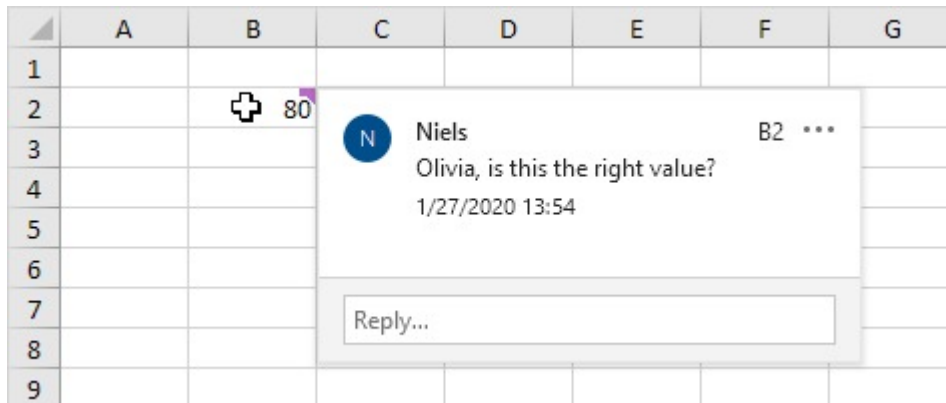 A B C D E F G
1
2 80
3
4
5
6
7
8
9
N Niels B2
Olivia, is this the right value?
1/27/2020 13:54
Reply...